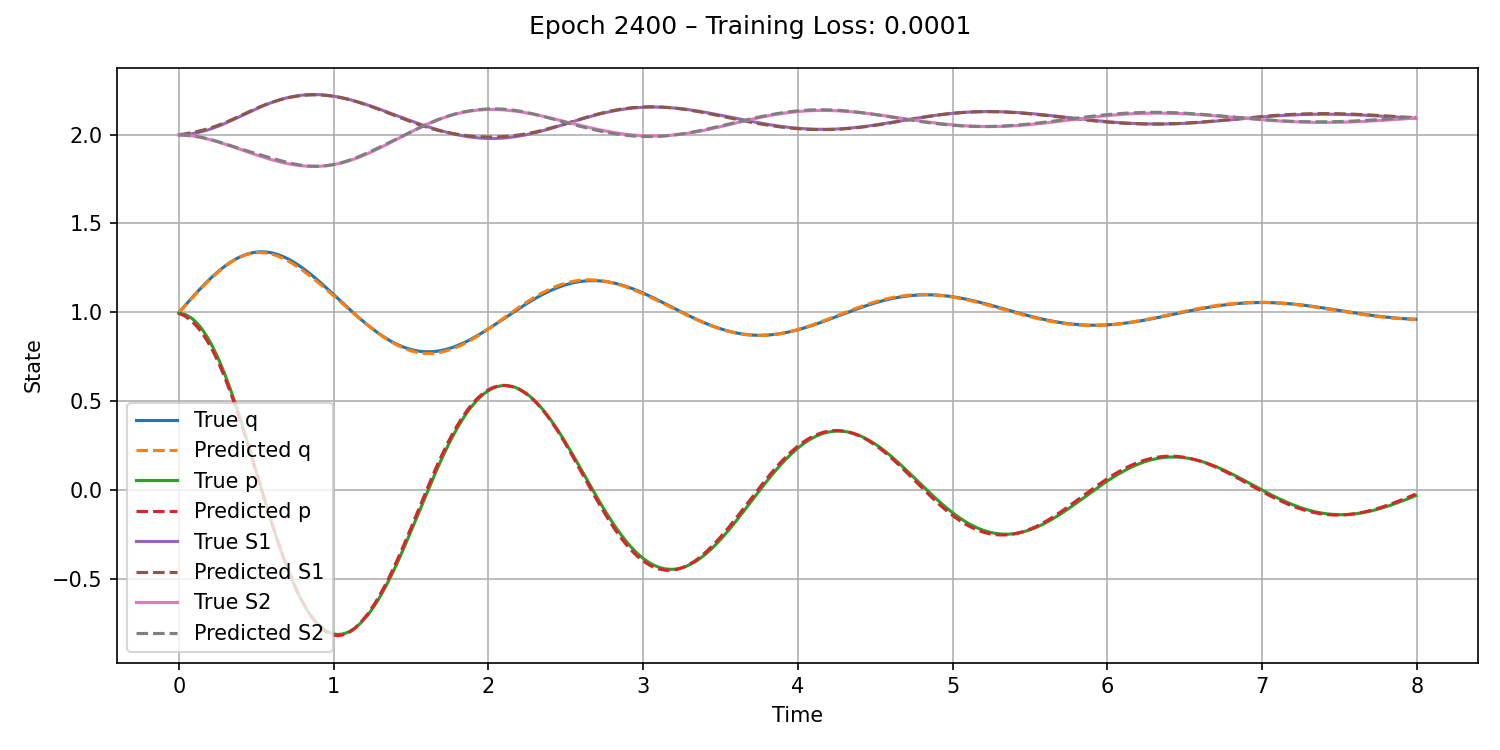 Epoch 2400 – Training Loss: 0.0001
State
2.0
1.5
1.0
0.5
0.0
−0.5
True q
Predicted q
True p
Predicted p
True S1
Predicted S1
True S2
Predicted S2
0 1 2 3 4 5 6 7 8
Time